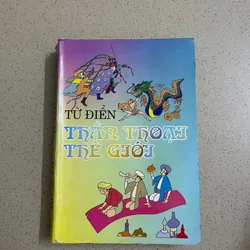 TỪ ĐIỂN
THẦN THOẠI
THẾ GIỚI